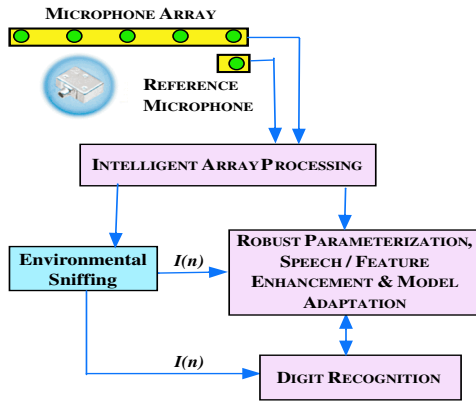 MICROPHONE ARRAY
REFERENCE
MICROPHONE
INTELLIGENT ARRAY PROCESSING
Environmental
Sniffing
I(n)
ROBUST PARAMETERIZATION,
SPEECH / FEATURE
ENHANCEMENT & MODEL
ADAPTATION
I(n)
DIGIT RECOGNITION